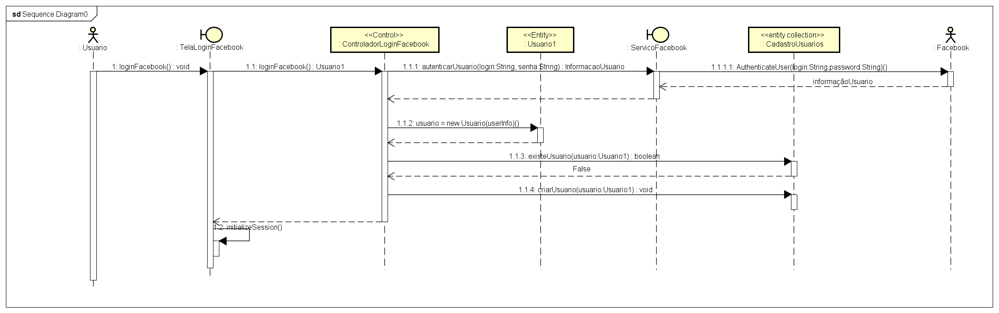 sd Sequence Diagram0
<<Control>>
<<Entity>>
<<entity collection>>
: Usuario
: TelaLoginFacebook
: ControladorLoginFacebook
: Usuario1
: ServicoFacebook
: CadastroUsuarios
: Facebook
1: loginFacebook() : void
1.1: loginFacebook() : Usuario1
1.1.1: autenticarUsuario(login:String, senha:String) : InformacaoUsuario
1.1.1.1: AuthenticateUser(login:String,password:String)()
informaçãoUsuario
1.1.2: usuario = new Usuario(userInfo)()
1.1.3: existeUsuario(usuario:Usuario1) : boolean
False
1.1.4: criarUsuario(usuario:Usuario1) : void
1.2: initializeSession()